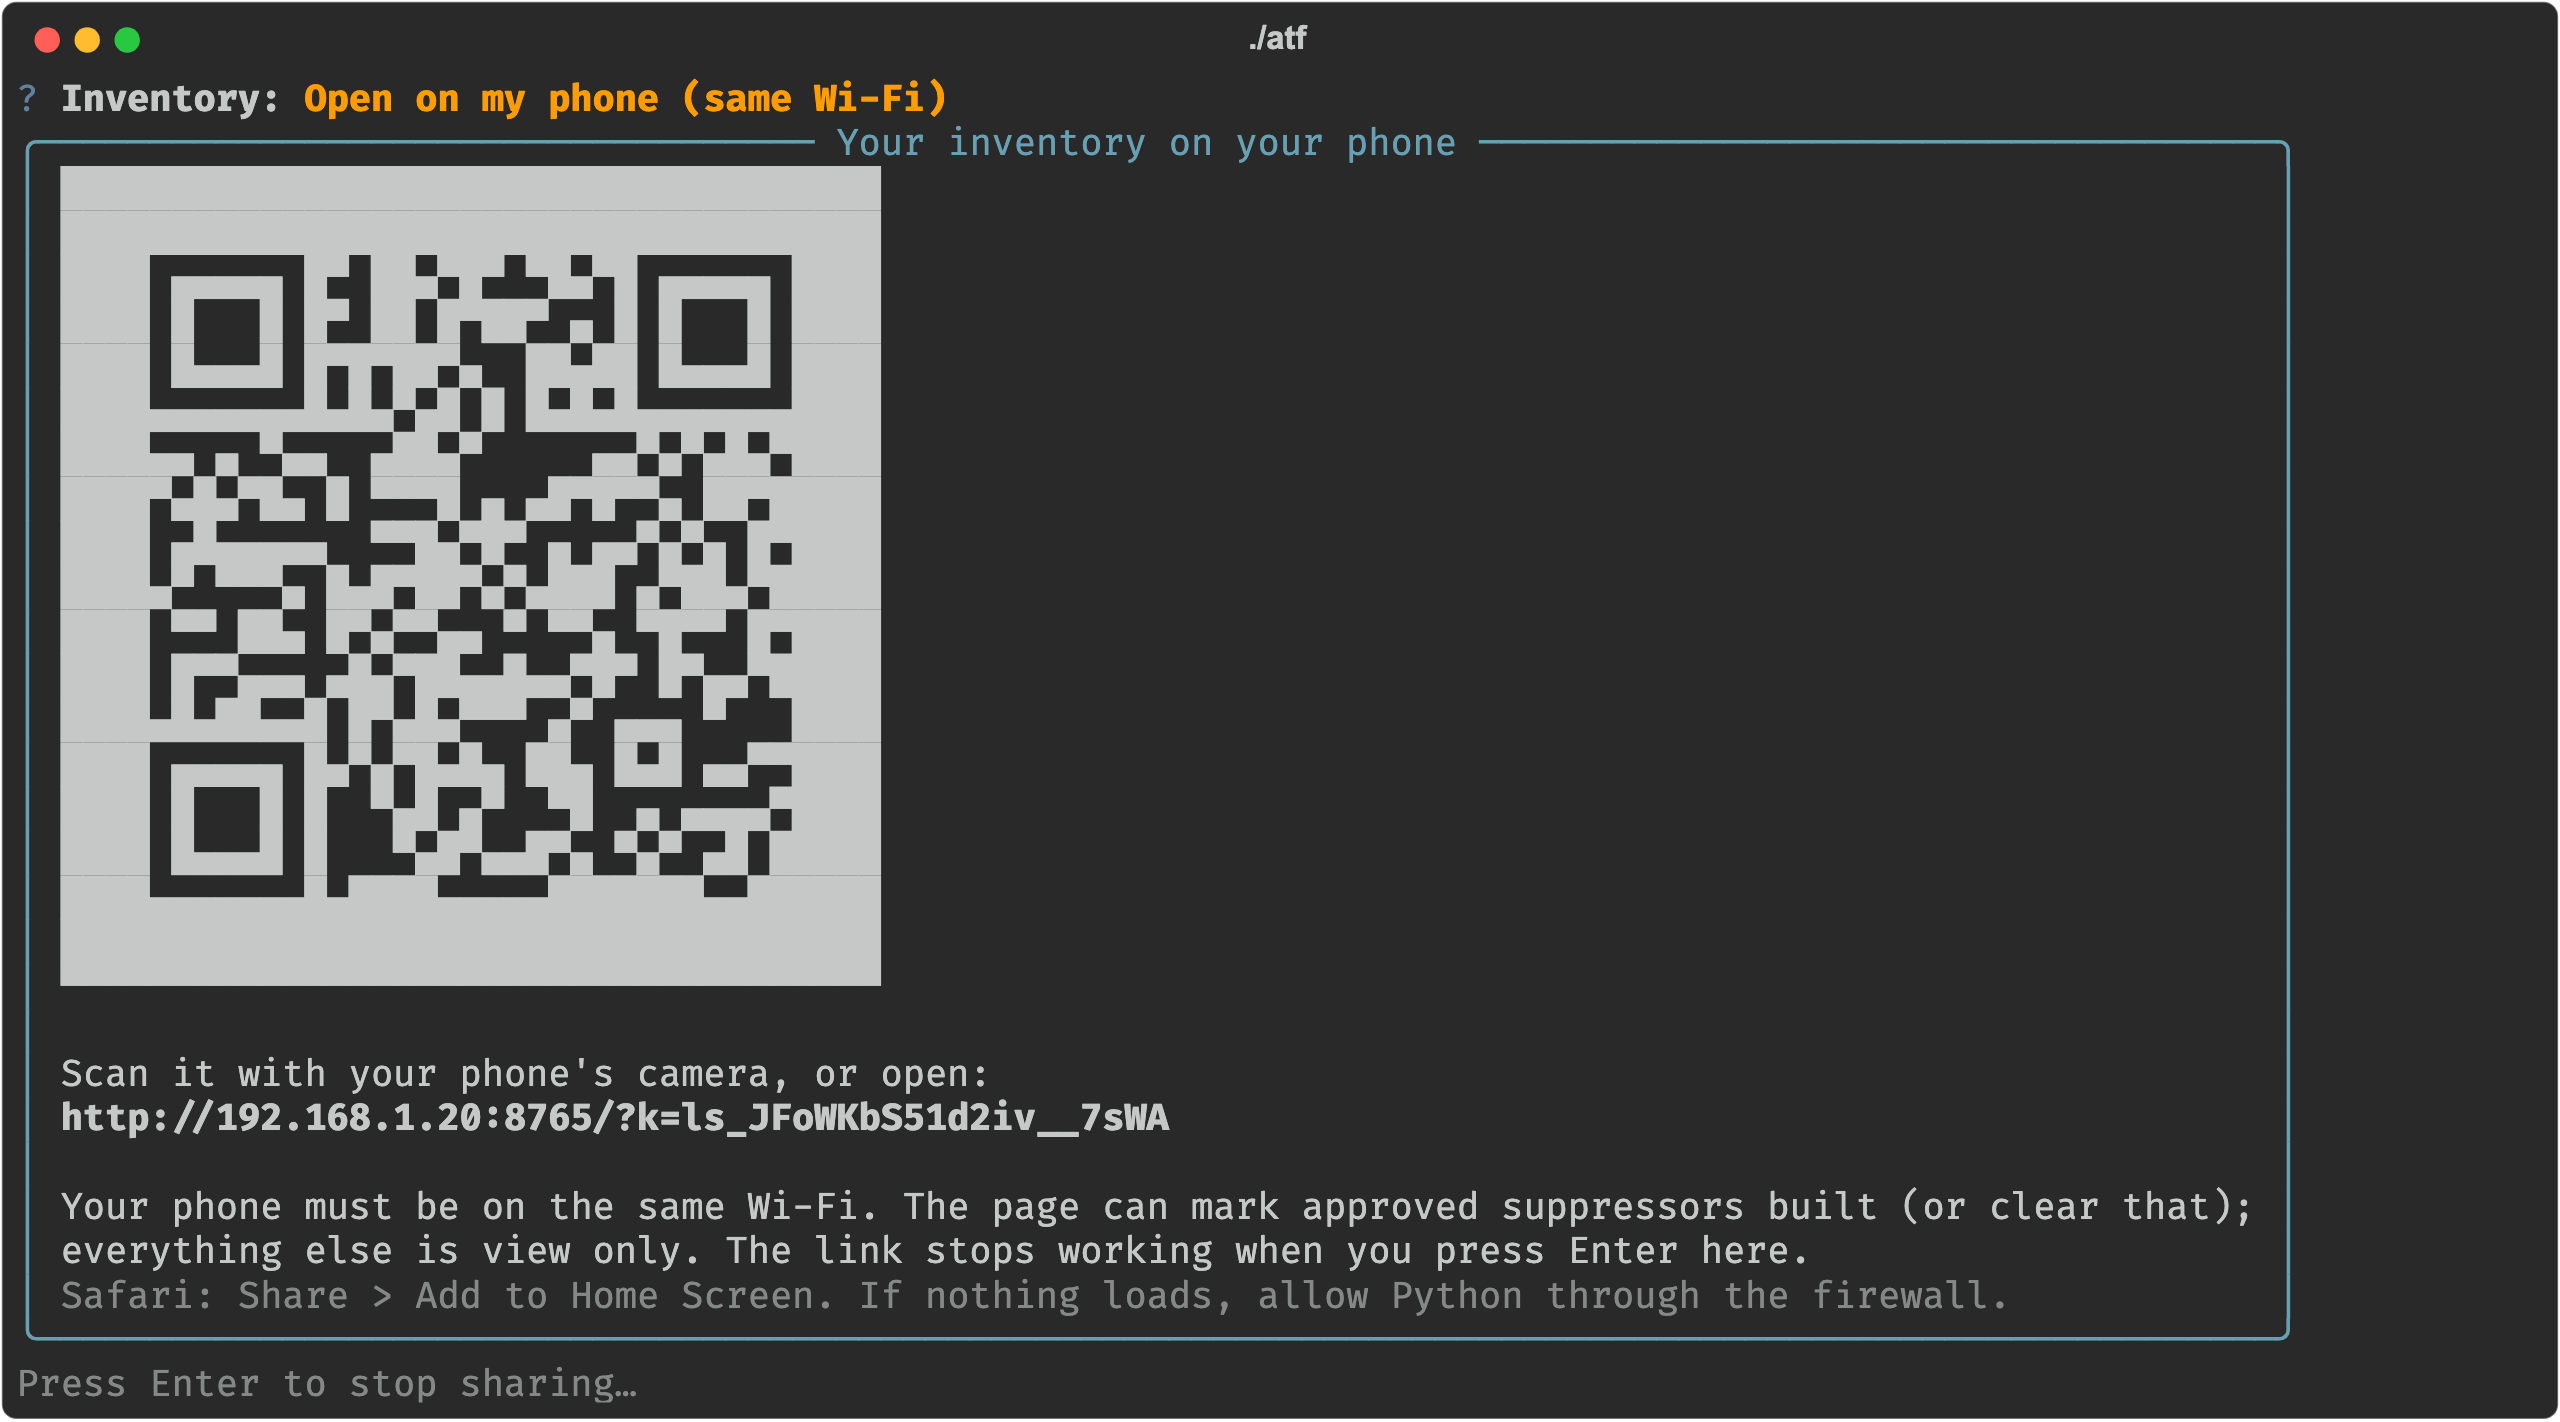 ./atf
? Inventory: Open on my phone (same Wi-Fi)
Your inventory on your phone
Scan it with your phone's camera, or open:
http://192.168.1.20:8765/?k=ls_JFoWKbS51d2iv__7sWA
Your phone must be on the same Wi-Fi. The page can mark approved suppressors built (or clear that);
everything else is view only. The link stops working when you press Enter here.
Safari: Share > Add to Home Screen. If nothing loads, allow Python through the firewall.
Press Enter to stop sharing…